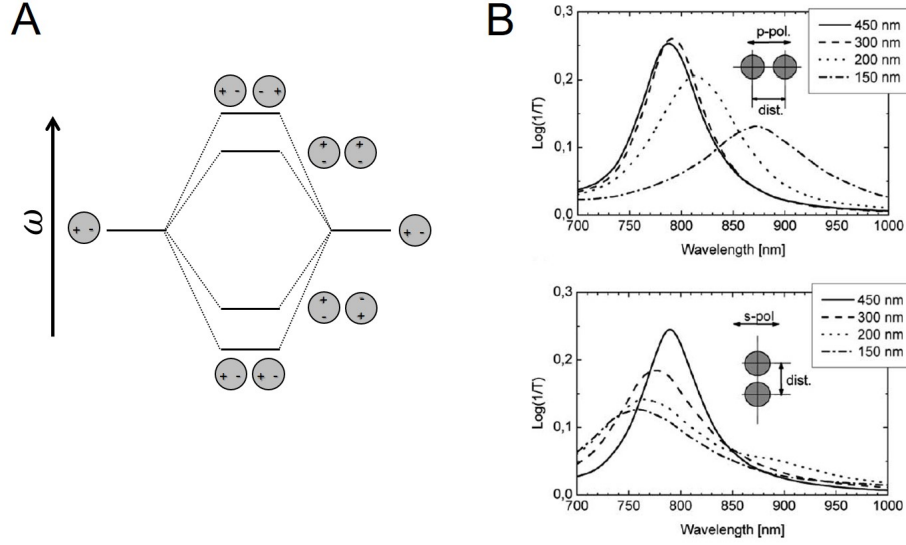 A
ω
+ -
- +
+
-
+
-
+ -
+ -
+
-
-
+
+ -
+ -
B
0,3
0,2
0,1
0,0
Log(1/T)
p-pol.
dist.
450 nm
300 nm
200 nm
150 nm
700 750 800 850 900 950 1000
Wavelength [nm]
0,3
0,2
0,1
0,0
Log(1/T)
s-pol
dist.
450 nm
300 nm
200 nm
150 nm
700 750 800 850 900 950 1000
Wavelength [nm]